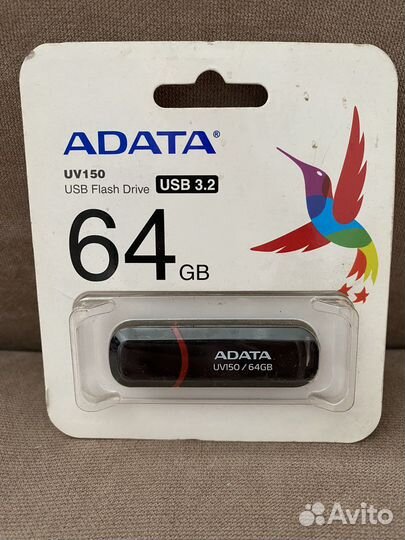 ADATA®
UV150
USB Flash Drive USB 3.2
64 GB
ADATA
UV150 / 64GB
Avito